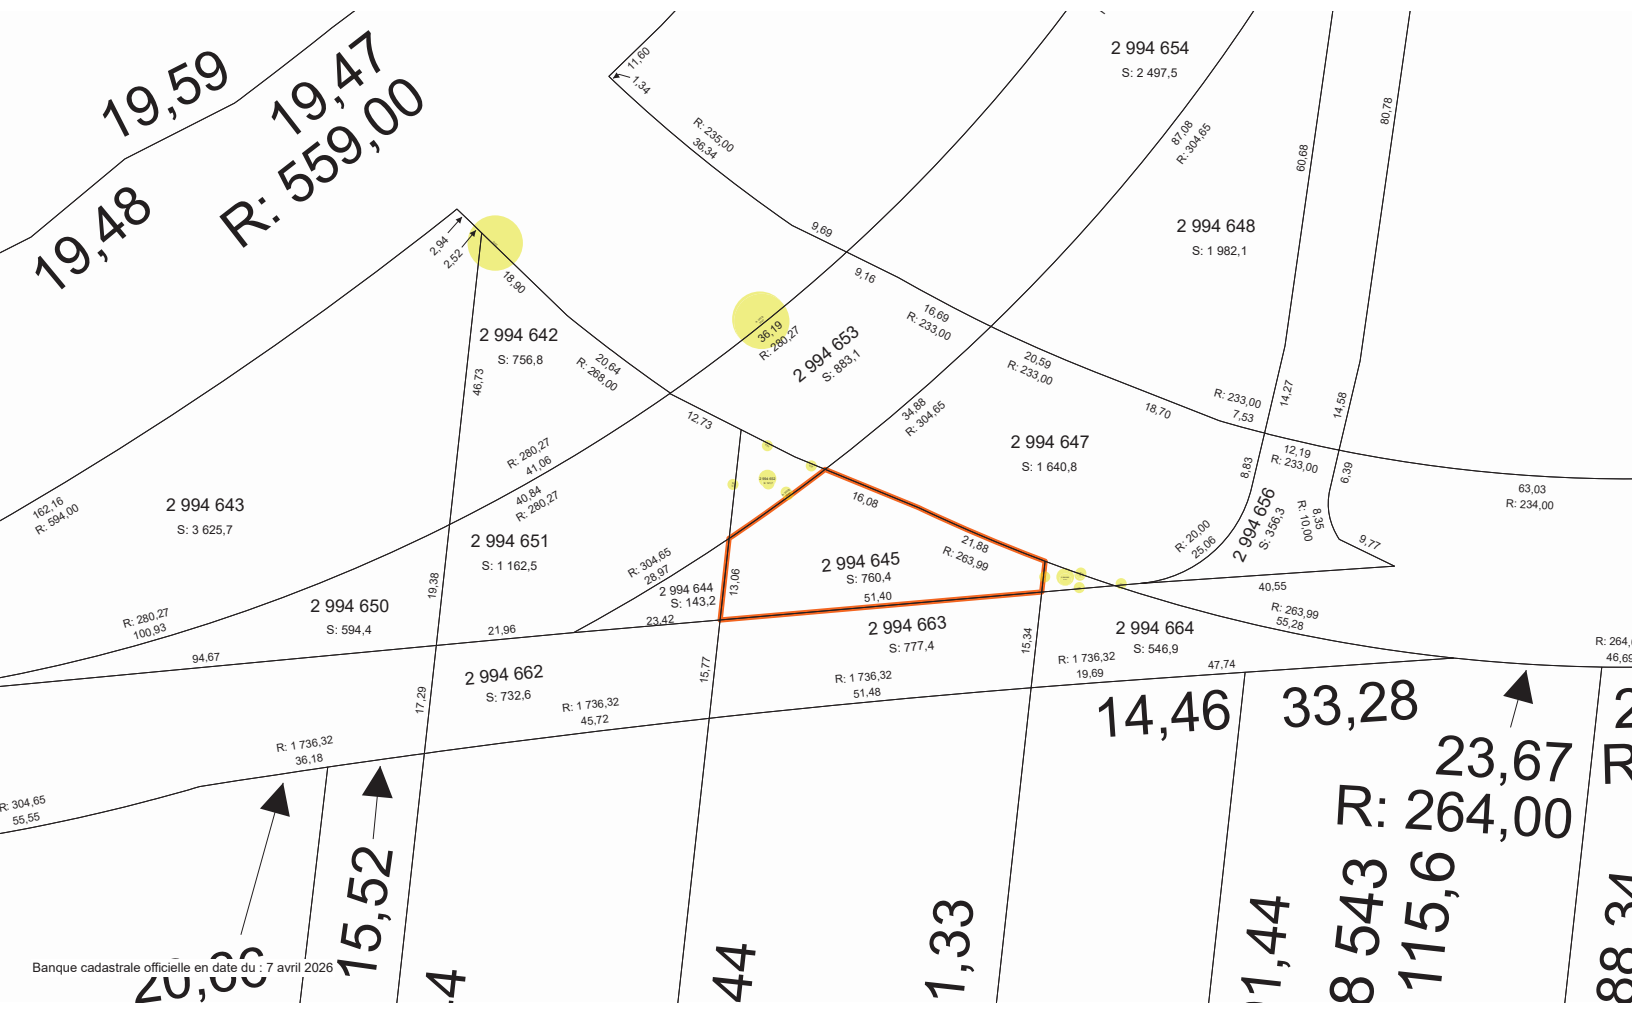 19,59
19,47
R: 559,00
19,48
11,60
1,34
R: 235,00
36,34
9,69
9,16
16,69
R: 233,00
2 994 654
S: 2 497,5
87,08
R: 304,65
60,68
80,78
2 994 648
S: 1 982,1
2,94
2,52
18,90
2 994 642
S: 756,8
20,64
R: 268,00
46,73
36,19
R: 280,27
2 994 653
S: 883,1
20,59
R: 233,00
18,70
R: 233,00
7,53
14,27
14,58
12,73
34,88
R: 304,65
2 994 647
S: 1 640,8
12,19
R: 233,00
8,83
6,39
63,03
R: 234,00
R: 280,27
41,06
40,84
R: 280,27
162,16
R: 594,00
2 994 643
S: 3 625,7
2 994 651
S: 1 162,5
16,08
21,88
R: 263,99
R: 20,00
25,06
2 994 656
S: 356,3
8,35
R: 10,00
9,77
R: 304,65
28,97
2 994 644
S: 143,2
13,06
2 994 645
S: 760,4
51,40
40,55
19,38
2 994 650
S: 594,4
R: 280,27
100,93
94,67
21,96
23,42
2 994 663
S: 777,4
15,34
2 994 664
S: 546,9
R: 263,99
55,28
R: 264,
46,69
2 994 662
S: 732,6
17,29
15,77
R: 1 736,32
45,72
R: 1 736,32
51,48
R: 1 736,32
19,69
47,74
R: 1 736,32
36,18
R: 304,65
55,55
14,46
33,28
23,67
R: 264,00
15,52
44
1,33
1,44
8 543
115,6
88 34
Banque cadastrale officielle en date du : 7 avril 2026